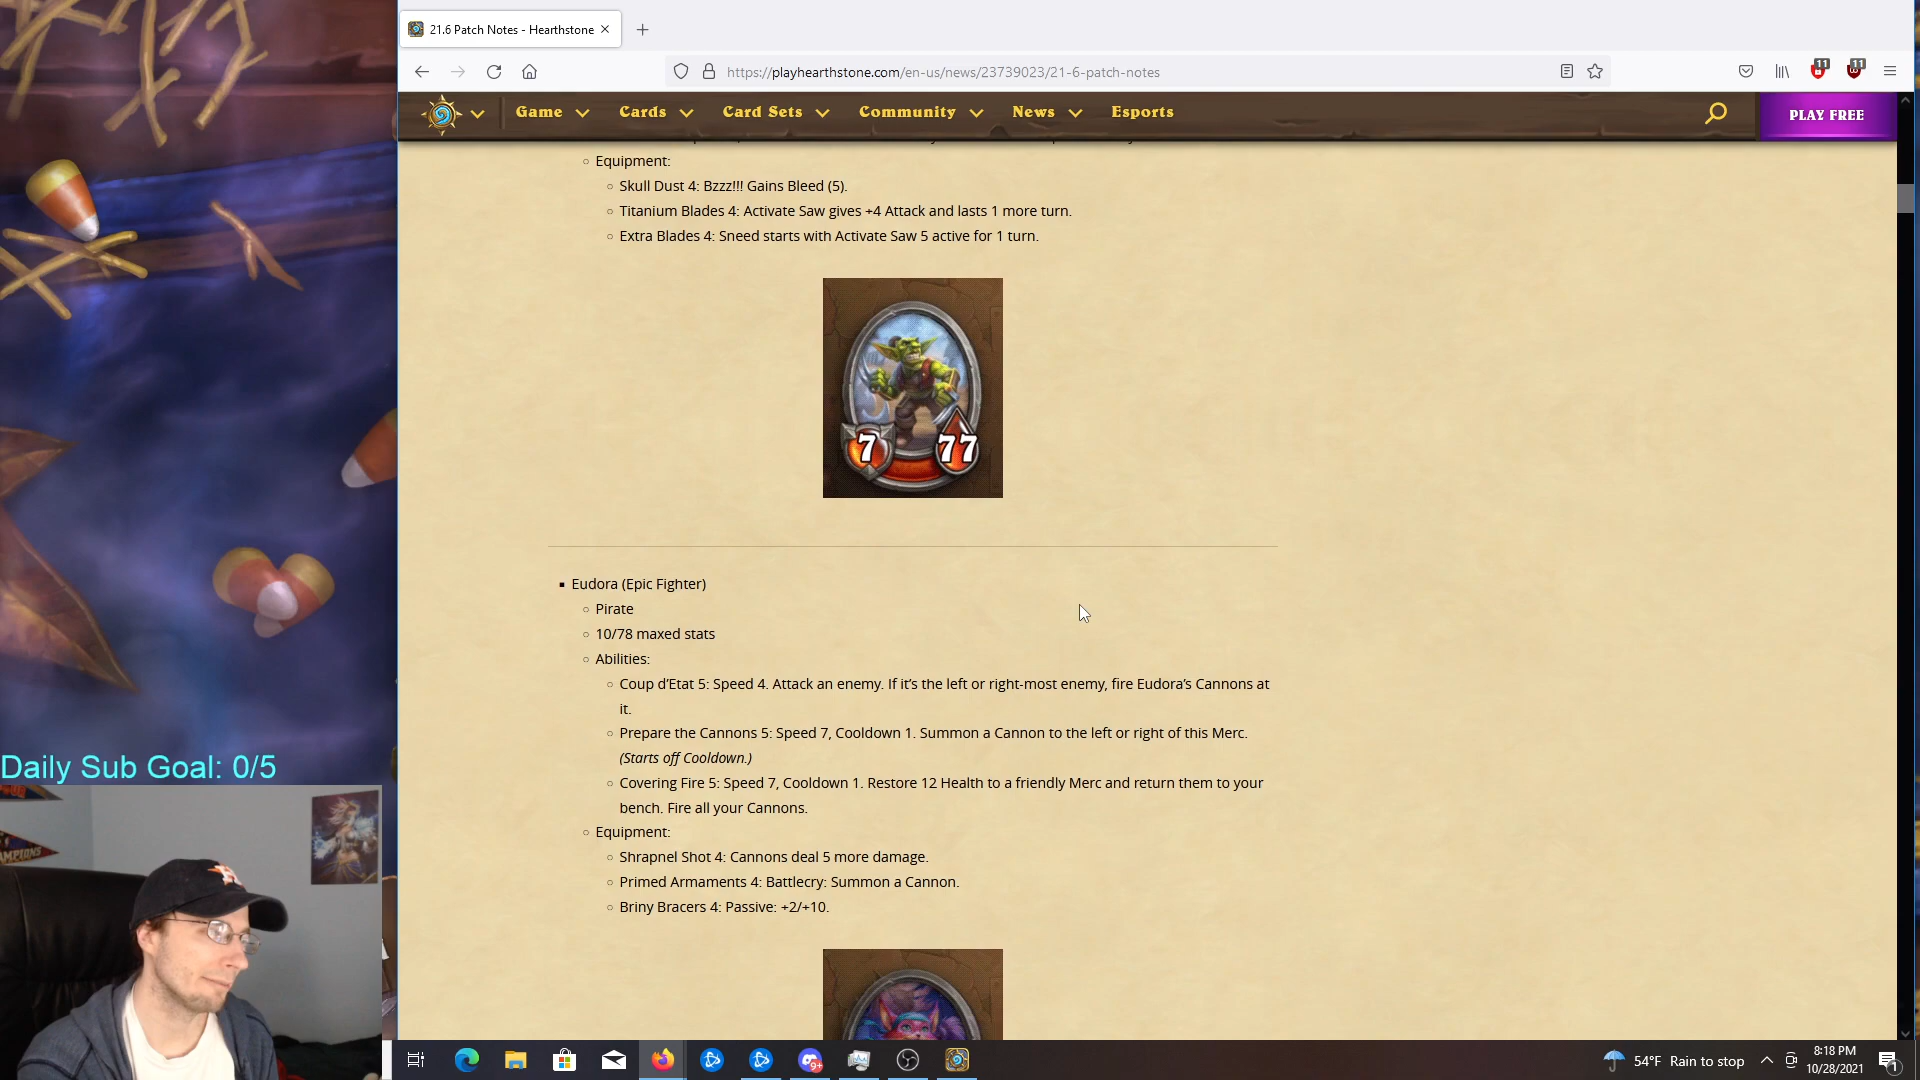 21.6 Patch Notes - Hearthstone
https://playhearthstone.com/en-us/news/23739023/21-6-patch-notes
11
11
Game
Cards
Card Sets
Community
News
Esports
PLAY FREE
Equipment:
Skull Dust 4: Bzzz!!! Gains Bleed (5).
Titanium Blades 4: Activate Saw gives +4 Attack and lasts 1 more turn.
Extra Blades 4: Sneed starts with Activate Saw 5 active for 1 turn.
7
77
Eudora (Epic Fighter)
Pirate
10/78 maxed stats
Abilities:
Coup d’Etat 5: Speed 4. Attack an enemy. If it’s the left or right-most enemy, fire Eudora’s Cannons at
it.
Prepare the Cannons 5: Speed 7, Cooldown 1. Summon a Cannon to the left or right of this Merc.
(Starts off Cooldown.)
Covering Fire 5: Speed 7, Cooldown 1. Restore 12 Health to a friendly Merc and return them to your
bench. Fire all your Cannons.
Equipment:
Shrapnel Shot 4: Cannons deal 5 more damage.
Primed Armaments 4: Battlecry: Summon a Cannon.
Briny Bracers 4: Passive: +2/+10.
Daily Sub Goal: 0/5
9+
54°F Rain to stop
8:18 PM
10/28/2021
1